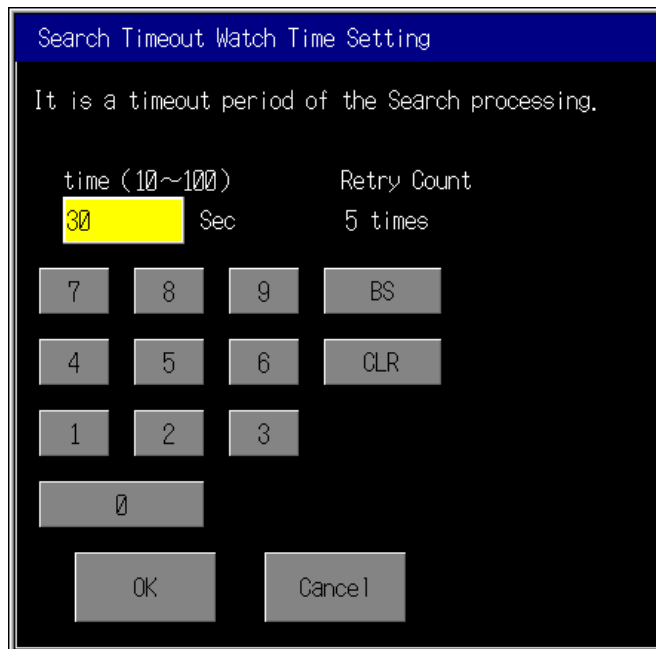 Search Timeout Watch Time Setting
It is a timeout period of the Search processing.
time (10～100) Retry Count
30 Sec 5 times
7 8 9 BS
4 5 6 CLR
1 2 3
0
OK Cancel